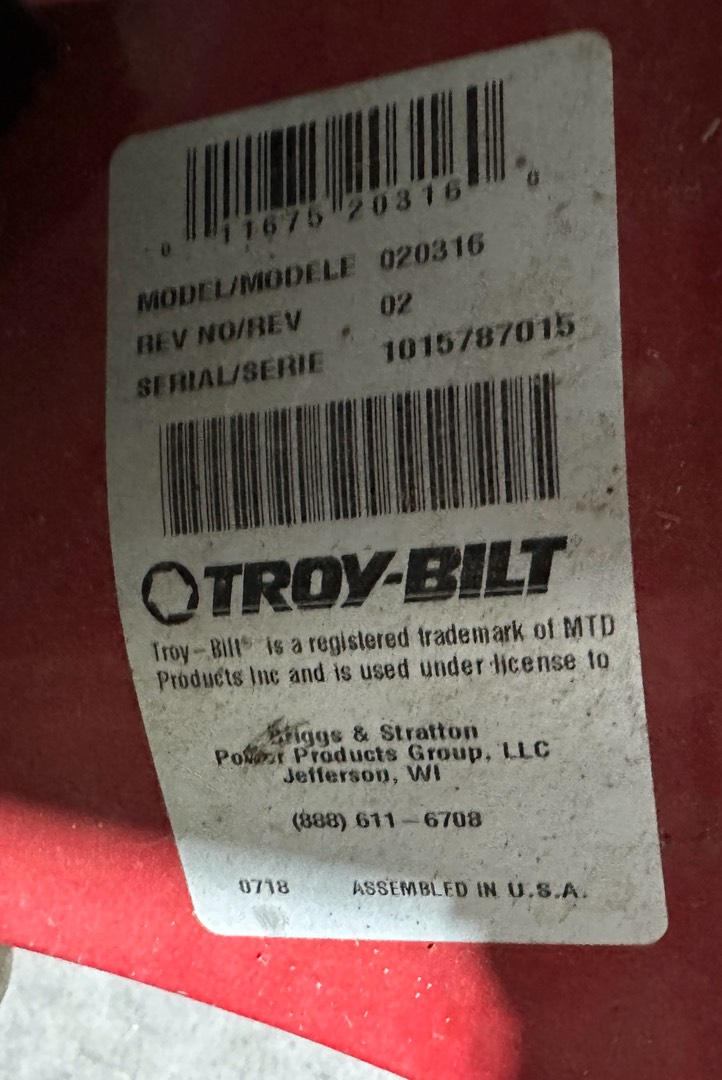 0 11675 20316 0
MODEL/MODELE 020316
REV NO/REV 02
SERIAL/SERIE 1015787015
TROY-BILT®
Troy-Bilt® is a registered trademark of MTD
Products Inc and is used under license to
Briggs & Stratton
Power Products Group, LLC
Jefferson, WI
(888) 611-6708
0718 ASSEMBLED IN U.S.A.